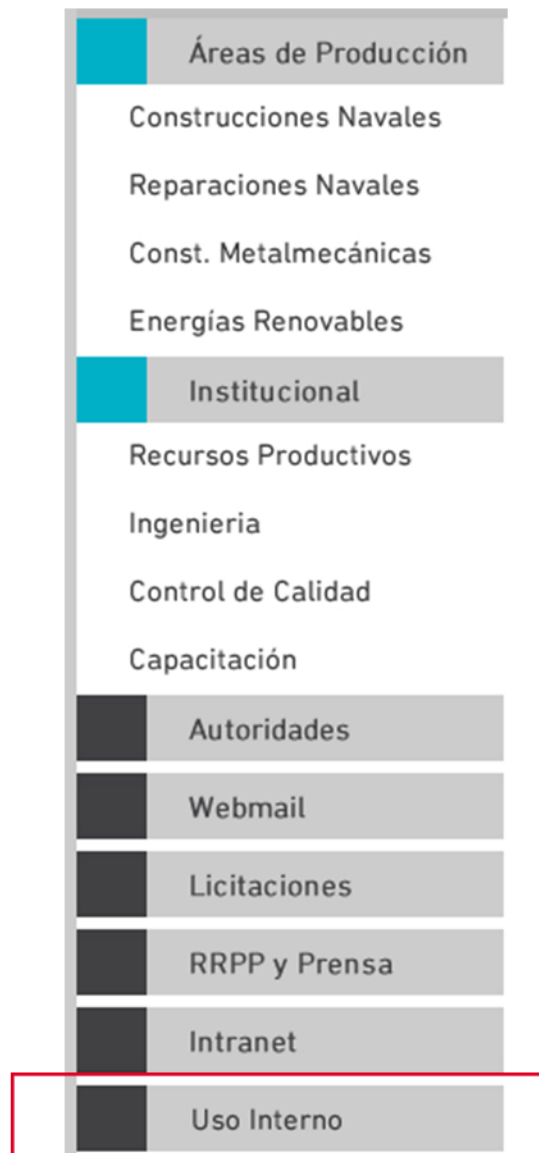 Áreas de Producción
Construcciones Navales
Reparaciones Navales
Const. Metalmecánicas
Energías Renovables
Institucional
Recursos Productivos
Ingenieria
Control de Calidad
Capacitación
Autoridades
Webmail
Licitaciones
RRPP y Prensa
Intranet
Uso Interno